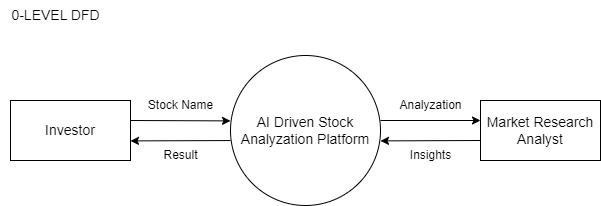 0-LEVEL DFD
Stock Name
Analyzation
Investor
AI Driven Stock
Analyzation Platform
Market Research
Analyst
Result
Insights